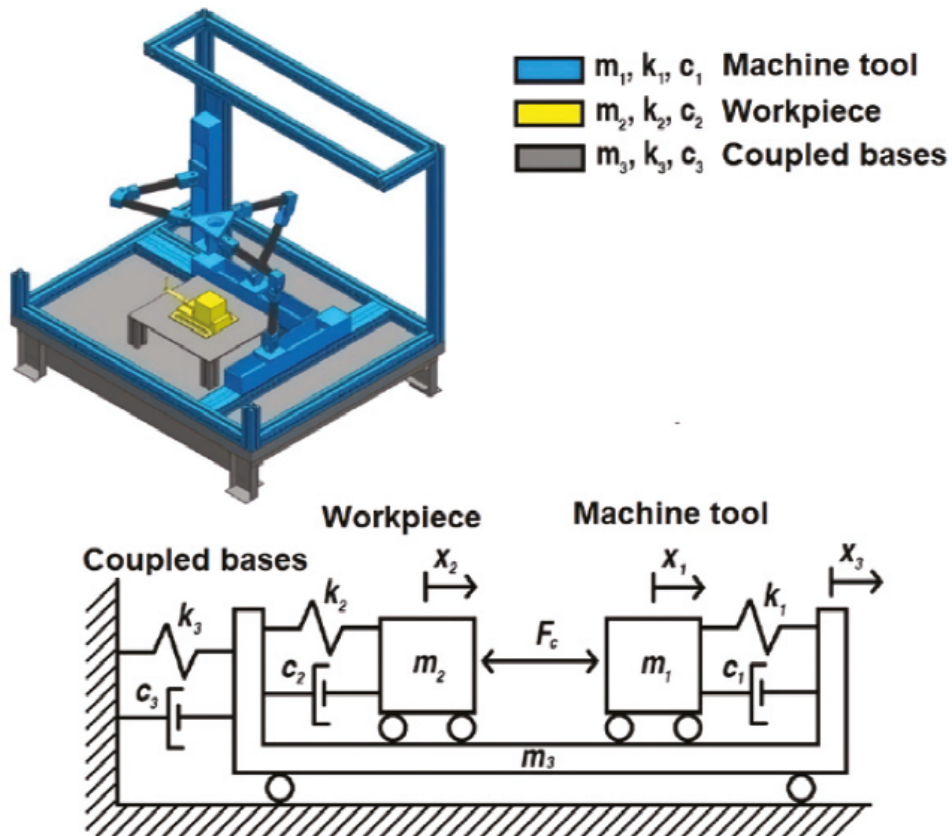 m₁, k₁, c₁ Machine tool
m₂, k₂, c₂ Workpiece
m₃, k₃, c₃ Coupled bases
Workpiece
Machine tool
Coupled bases
x₂
x₁
x₃
k₃
k₂
k₁
F_c
c₃
c₂
m₂
m₁
c₁
m₃